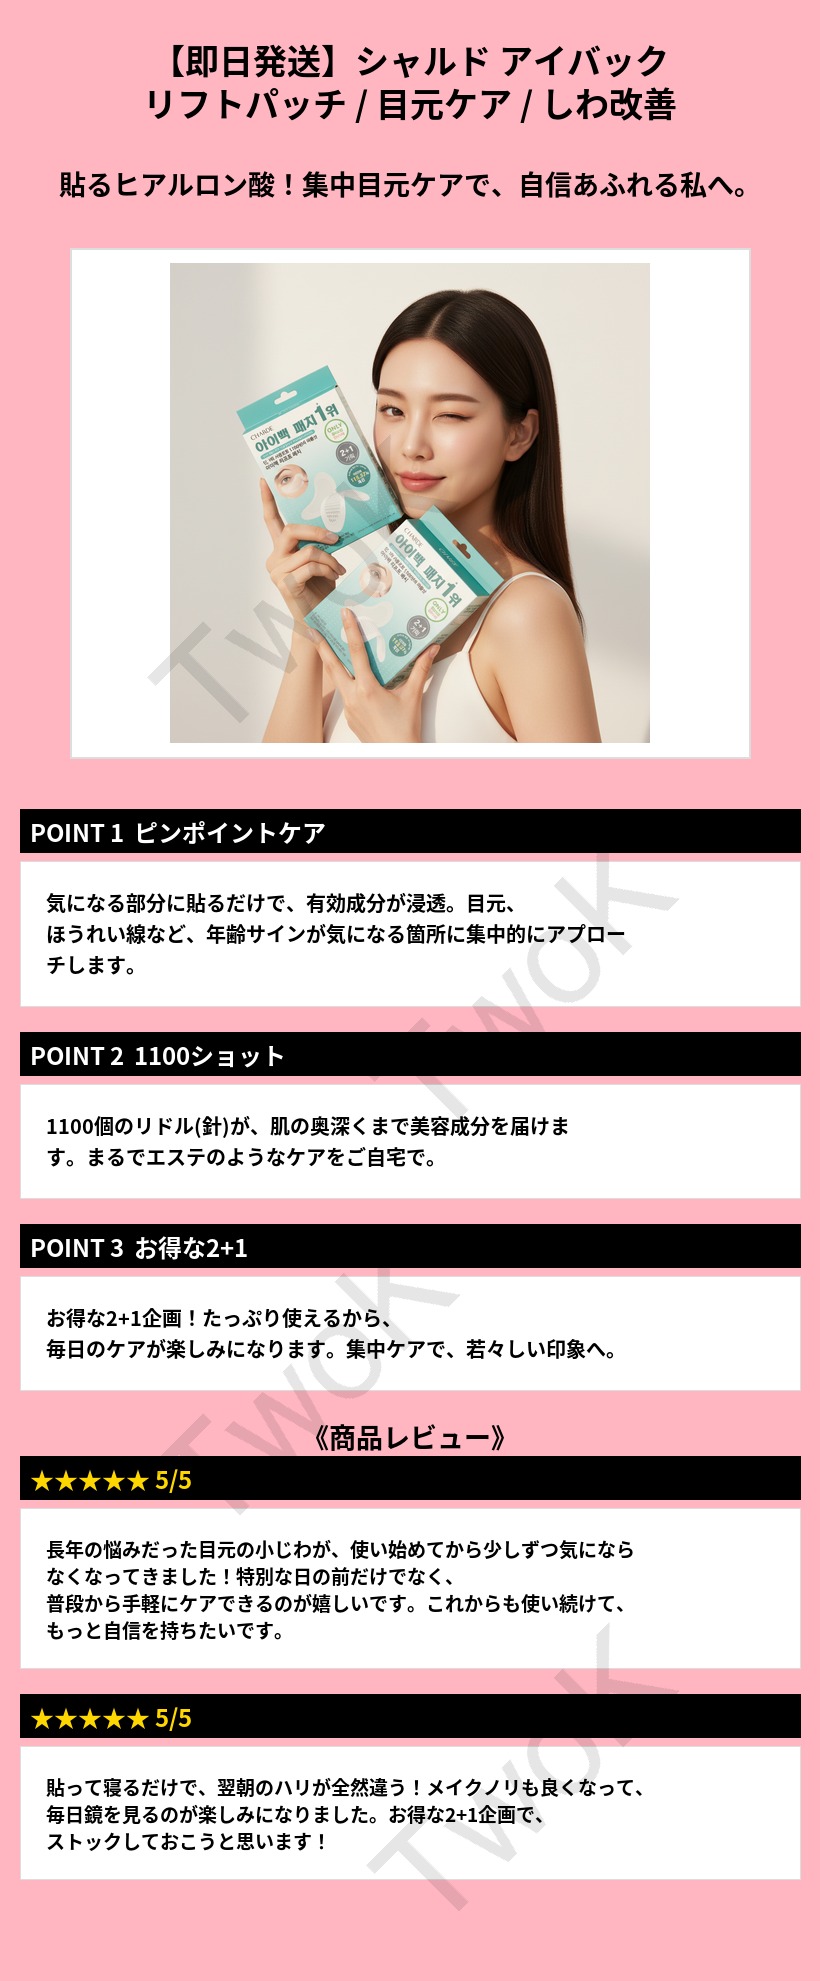 【即日発送】シャルド アイバック
リフトパッチ / 目元ケア / しわ改善
貼るヒアルロン酸！集中目元ケアで、自信あふれる私へ。
CHARDE
아이백 패치 1위
ONLY
2+1
기획
CHARDE
아이백 패치 1위
ONLY
2+1
기획
TwoK
POINT 1 ピンポイントケア
気になる部分に貼るだけで、有効成分が浸透。目元、
ほうれい線など、年齢サインが気になる箇所に集中的にアプロー
チします。
TwoK
POINT 2 1100ショット
1100個のリドル(針)が、肌の奥深くまで美容成分を届けま
す。まるでエステのようなケアをご自宅で。
POINT 3 お得な2+1
お得な2+1企画！たっぷり使えるから、
毎日のケアが楽しみになります。集中ケアで、若々しい印象へ。
TwoK
《商品レビュー》
★★★★★ 5/5
長年の悩みだった目元の小じわが、使い始めてから少しずつ気になら
なくなってきました！特別な日の前だけでなく、
普段から手軽にケアできるのが嬉しいです。これからも使い続けて、
もっと自信を持ちたいです。
★★★★★ 5/5
貼って寝るだけで、翌朝のハリが全然違う！メイクノリも良くなって、
毎日鏡を見るのが楽しみになりました。お得な2+1企画で、
ストックしておこうと思います！
TwoK